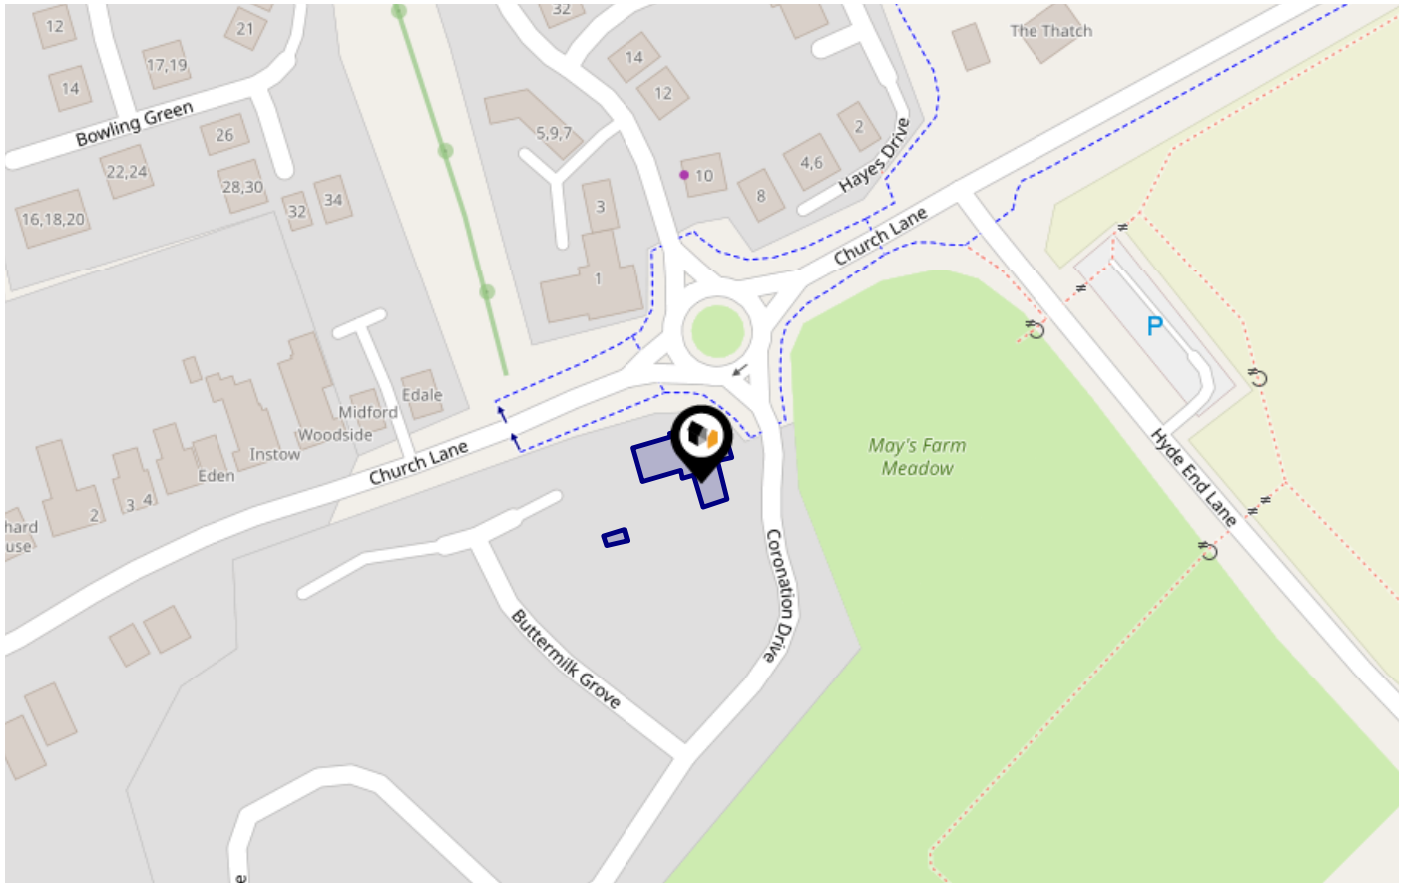 12
21
32
The Thatch
17,19
14
14
12
Bowling Green
26
5,9,7
2
4,6
Hayes Drive
22,24
28,30
10
8
16,18,20
32
34
3
Church Lane
1
P
Edale
Midford
Woodside
Instow
Eden
Church Lane
May's Farm
Meadow
Hyde End Lane
2
3
4
hard
use
Coronation Drive
Buttermilk Grove
e